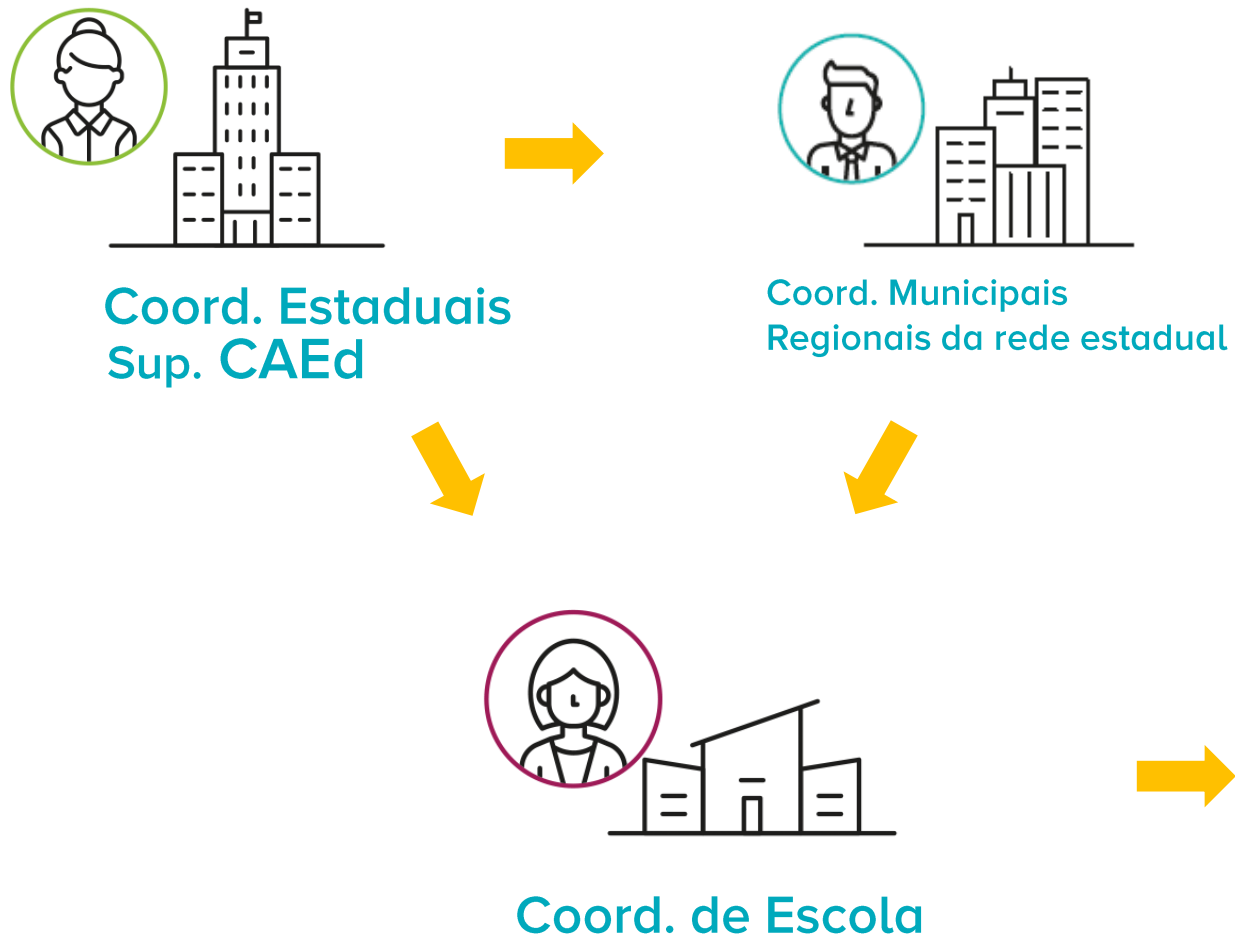 Coord. Estaduais
Sup. CAEd
Coord. Municipais
Regionais da rede estadual
Coord. de Escola